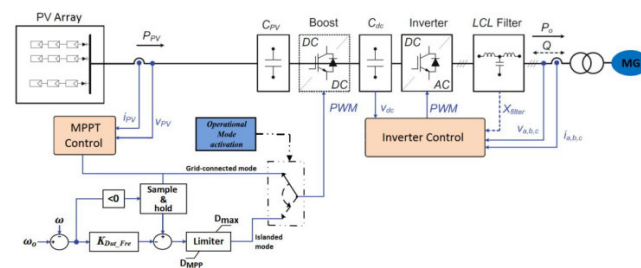 PV Array
P_PV
C_PV
Boost
C_dc
Inverter
LCL Filter
P_o
Q
DC
DC
DC
AC
MG
i_PV
v_PV
PWM
v_dc
PWM
X_filter
v_a,b,c
i_a,b,c
MPPT
Control
Operational
Mode
activation
Inverter Control
Grid-connected mode
<0
Sample
&
hold
ω
ω_o
K_Dut_Fre
Limiter
D_max
D_MPP
Islanded
mode